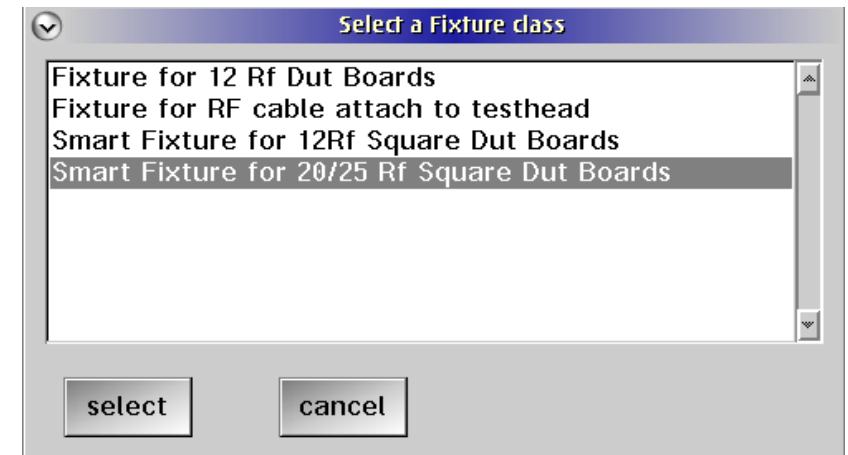 Select a Fixture class
Fixture for 12 Rf Dut Boards
Fixture for RF cable attach to testhead
Smart Fixture for 12Rf Square Dut Boards
Smart Fixture for 20/25 Rf Square Dut Boards
select
cancel